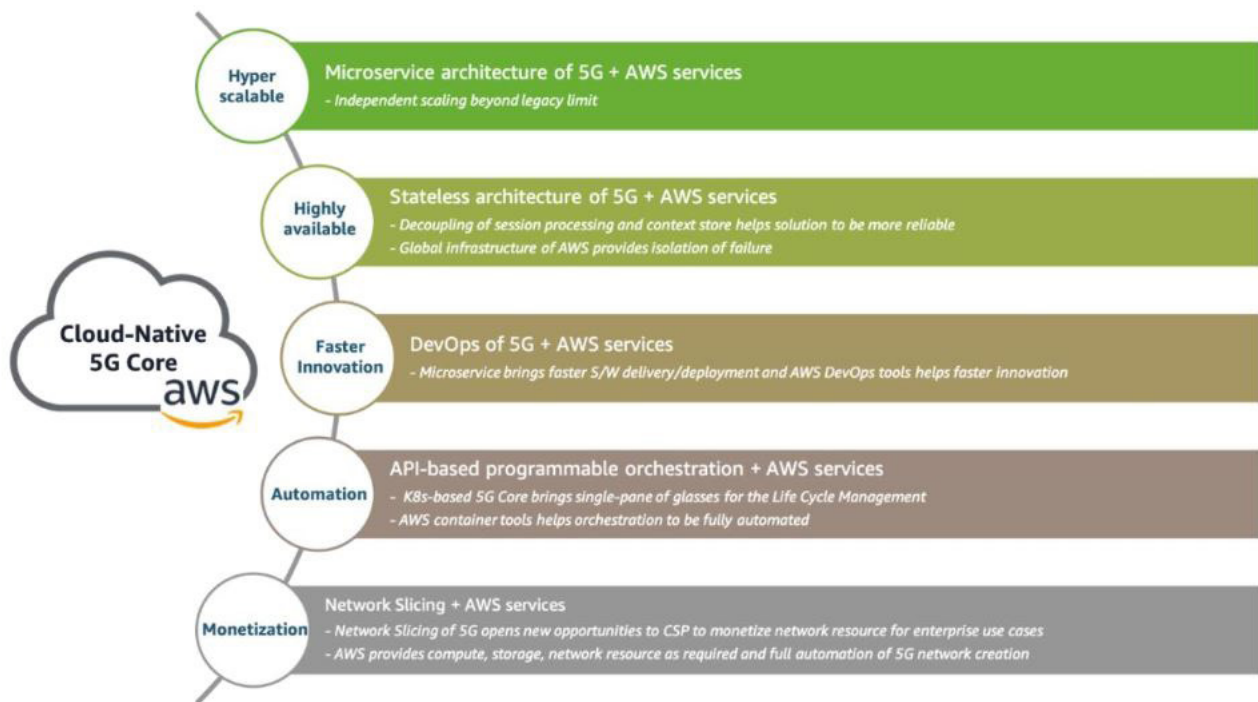 Hyper
scalable
Microservice architecture of 5G + AWS services
- Independent scaling beyond legacy limit
Highly
available
Stateless architecture of 5G + AWS services
- Decoupling of session processing and context store helps solution to be more reliable
- Global infrastructure of AWS provides isolation of failure
Cloud-Native
5G Core
aws
Faster
Innovation
DevOps of 5G + AWS services
- Microservice brings faster S/W delivery/deployment and AWS DevOps tools helps faster innovation
Automation
API-based programmable orchestration + AWS services
- K8s-based 5G Core brings single-pane of glasses for the Life Cycle Management
- AWS container tools helps orchestration to be fully automated
Monetization
Network Slicing + AWS services
- Network Slicing of 5G opens new opportunities to CSP to monetize network resource for enterprise use cases
- AWS provides compute, storage, network resource as required and full automation of 5G network creation